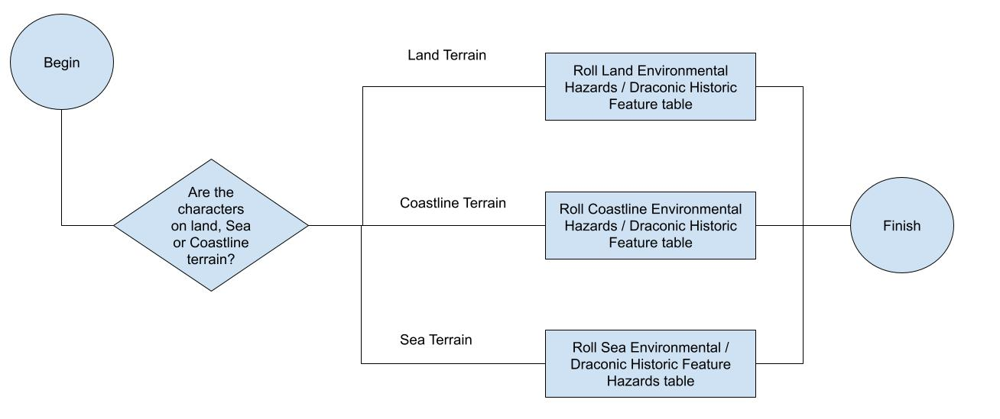 Begin
Are the
characters
on land, Sea
or Coastline
terrain?
Land Terrain
Roll Land Environmental
Hazards / Draconic Historic
Feature table
Coastline Terrain
Roll Coastline Environmental
Hazards / Draconic Historic
Feature table
Sea Terrain
Roll Sea Environmental /
Draconic Historic Feature
Hazards table
Finish